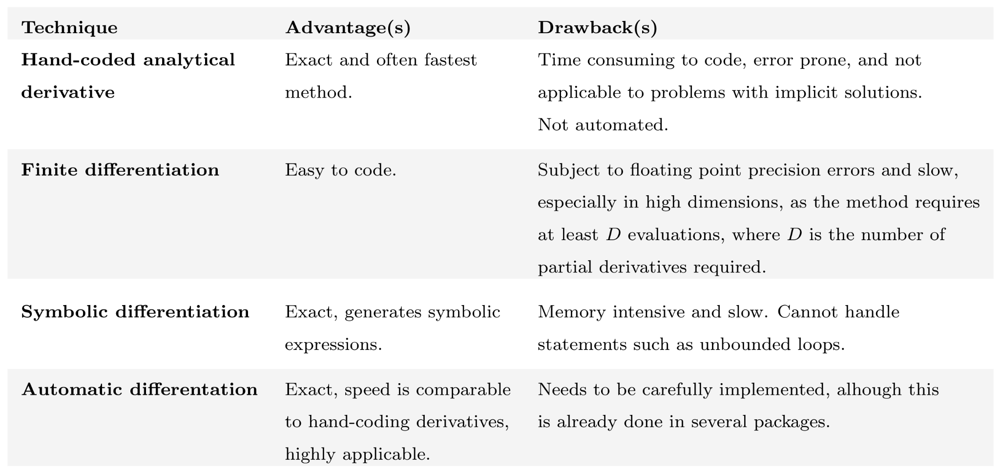 Technique Advantage(s) Drawback(s)
Hand-coded analytical Exact and often fastest Time consuming to code, error prone, and not
derivative method. applicable to problems with implicit solutions.
Not automated.
Finite differentiation Easy to code. Subject to floating point precision errors and slow,
especially in high dimensions, as the method requires
at least D evaluations, where D is the number of
partial derivatives required.
Symbolic differentiation Exact, generates symbolic Memory intensive and slow. Cannot handle
expressions. statements such as unbounded loops.
Automatic differentation Exact, speed is comparable Needs to be carefully implemented, alhough this
to hand-coding derivatives, is already done in several packages.
highly applicable.